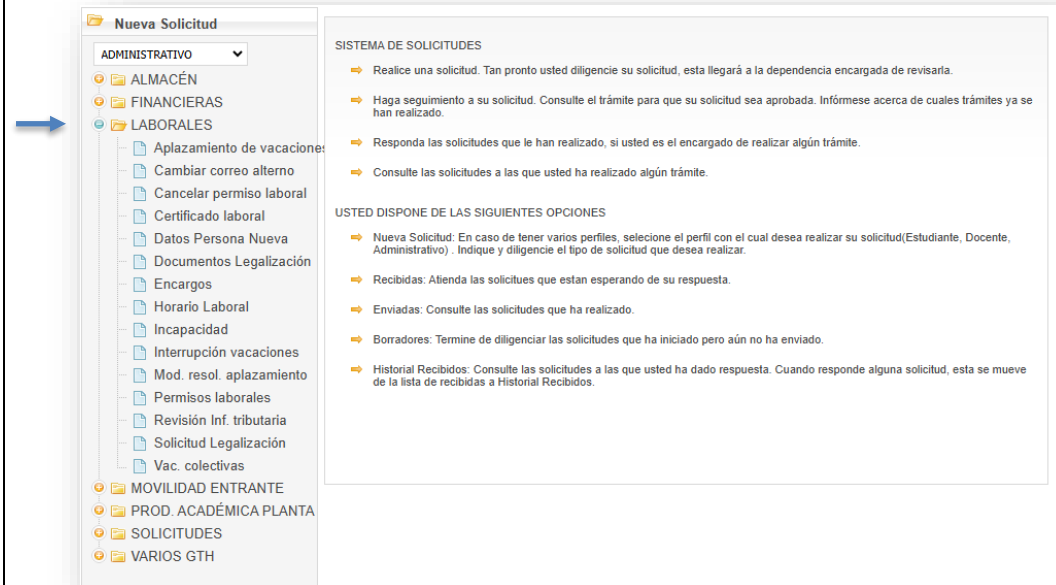 Nueva Solicitud
ADMINISTRATIVO
ALMACÉN
FINANCIERAS
LABORALES
Aplazamiento de vacaciones
Cambiar correo alterno
Cancelar permiso laboral
Certificado laboral
Datos Persona Nueva
Documentos Legalización
Encargos
Horario Laboral
Incapacidad
Interrupción vacaciones
Mod. resol. aplazamiento
Permisos laborales
Revisión Inf. tributaria
Solicitud Legalización
Vac. colectivas
MOVILIDAD ENTRANTE
PROD. ACADÉMICA PLANTA
SOLICITUDES
VARIOS GTH
SISTEMA DE SOLICITUDES
Realice una solicitud. Tan pronto usted diligencie su solicitud, esta llegará a la dependencia encargada de revisarla.
Haga seguimiento a su solicitud. Consulte el trámite para que su solicitud sea aprobada. Infórmese acerca de cuales trámites ya se
han realizado.
Responda las solicitudes que le han realizado, si usted es el encargado de realizar algún trámite.
Consulte las solicitudes a las que usted ha realizado algún trámite.
USTED DISPONE DE LAS SIGUIENTES OPCIONES
Nueva Solicitud: En caso de tener varios perfiles, selecione el perfil con el cual desea realizar su solicitud(Estudiante, Docente,
Administrativo) . Indique y diligencie el tipo de solicitud que desea realizar.
Recibidas: Atienda las solicitues que estan esperando de su respuesta.
Enviadas: Consulte las solicitudes que ha realizado.
Borradores: Termine de diligenciar las solicitudes que ha iniciado pero aún no ha enviado.
Historial Recibidos: Consulte las solicitudes a las que usted ha dado respuesta. Cuando responde alguna solicitud, esta se mueve
de la lista de recibidas a Historial Recibidos.